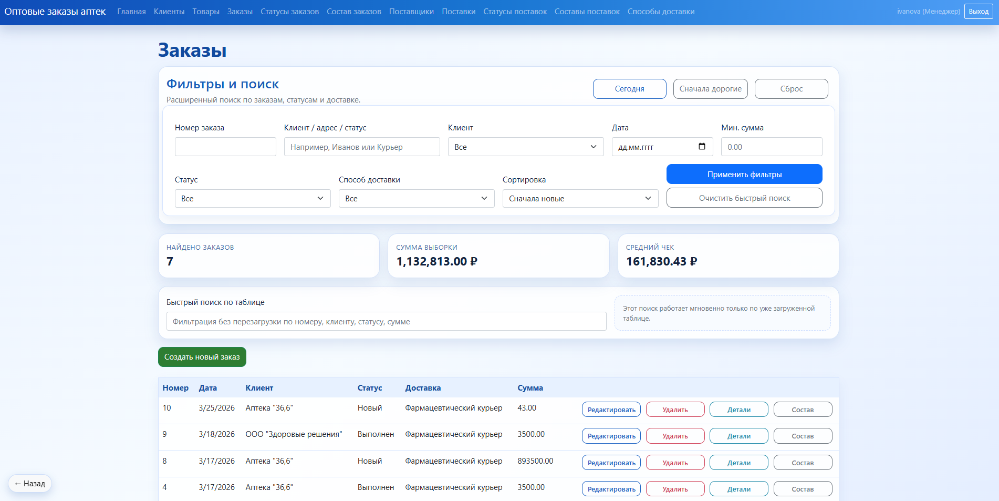 Оптовые заказы аптек Главная Клиенты Товары Заказы Статусы заказов Состав заказов Поставщики Поставки Статусы поставок Составы поставок Способы доставки ivanova (Менеджер) Выход
Заказы
Фильтры и поиск
Расширенный поиск по заказам, статусам и доставке.
Сегодня Сначала дорогие Сброс
Номер заказа Клиент / адрес / статус Клиент Дата Мин. сумма
Например, Иванов или Курьер Все дд.мм.гггг 0.00
Статус Способ доставки Сортировка
Применить фильтры
Все Все Сначала новые
Очистить быстрый поиск
НАЙДЕНО ЗАКАЗОВ СУММА ВЫБОРКИ СРЕДНИЙ ЧЕК
7 1,132,813.00 ₽ 161,830.43 ₽
Быстрый поиск по таблице
Фильтрация без перезагрузки по номеру, клиенту, статусу, сумме
Этот поиск работает мгновенно только по уже загруженной
таблице.
Создать новый заказ
Номер Дата Клиент Статус Доставка Сумма
10 3/25/2026 Аптека "36,6" Новый Фармацевтический курьер 43.00 Редактировать Удалить Детали Состав
9 3/18/2026 ООО "Здоровые решения" Выполнен Фармацевтический курьер 3500.00 Редактировать Удалить Детали Состав
8 3/17/2026 Аптека "36,6" Новый Фармацевтический курьер 893500.00 Редактировать Удалить Детали Состав
4 3/17/2026 Аптека "36,6" Выполнен Фармацевтический курьер 3500.00 Редактировать Удалить Детали Состав
← Назад